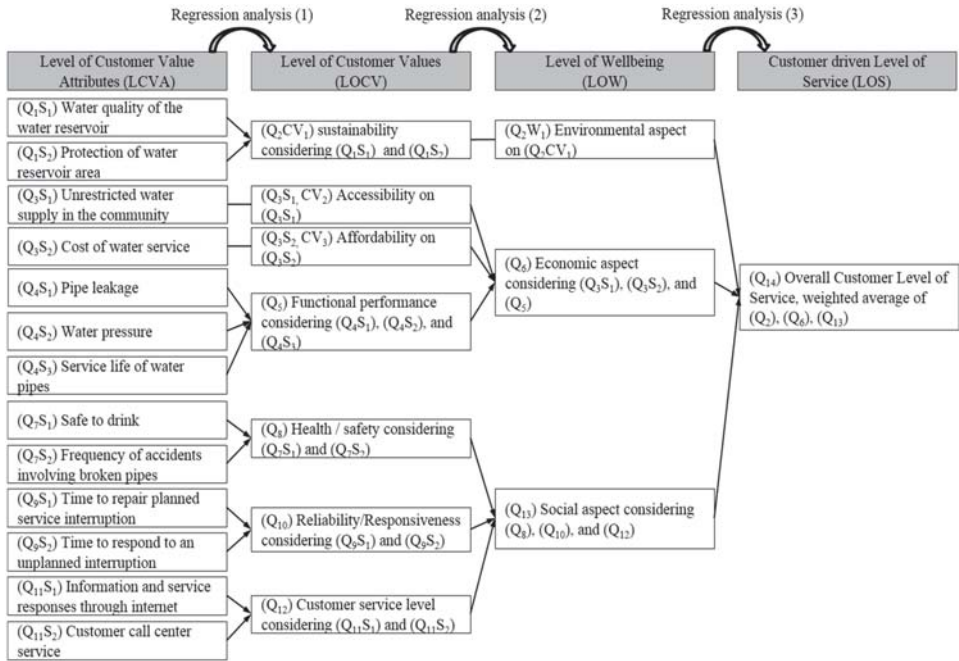 Regression analysis (1)
Regression analysis (2)
Regression analysis (3)
Level of Customer Value
Attributes (LCVA)
Level of Customer Values
(LOCV)
Level of Wellbeing
(LOW)
Customer driven Level of
Service (LOS)
(Q₁S₁) Water quality of the
water reservoir
(Q₁S₂) Protection of water
reservoir area
(Q₃S₁) Unrestricted water
supply in the community
(Q₃S₂) Cost of water service
(Q₄S₁) Pipe leakage
(Q₄S₂) Water pressure
(Q₄S₃) Service life of water
pipes
(Q₇S₁) Safe to drink
(Q₇S₂) Frequency of accidents
involving broken pipes
(Q₉S₁) Time to repair planned
service interruption
(Q₉S₂) Time to respond to an
unplanned interruption
(Q₁₁S₁) Information and service
responses through internet
(Q₁₁S₂) Customer call center
service
(Q₂CV₁) sustainability
considering (Q₁S₁) and (Q₁S₂)
(Q₃S₁, CV₂) Accessibility on
(Q₃S₁)
(Q₃S₂, CV₃) Affordability on
(Q₃S₂)
(Q₅) Functional performance
considering (Q₄S₁), (Q₄S₂), and
(Q₄S₃)
(Q₈) Health / safety considering
(Q₇S₁) and (Q₇S₂)
(Q₁₀) Reliability/Responsiveness
considering (Q₉S₁) and (Q₉S₂)
(Q₁₂) Customer service level
considering (Q₁₁S₁) and (Q₁₁S₂)
(Q₂W₁) Environmental aspect
on (Q₂CV₁)
(Q₆) Economic aspect
considering (Q₃S₁), (Q₃S₂), and
(Q₅)
(Q₁₃) Social aspect considering
(Q₈), (Q₁₀), and (Q₁₂)
(Q₁₄) Overall Customer Level of
Service, weighted average of
(Q₂), (Q₆), (Q₁₃)